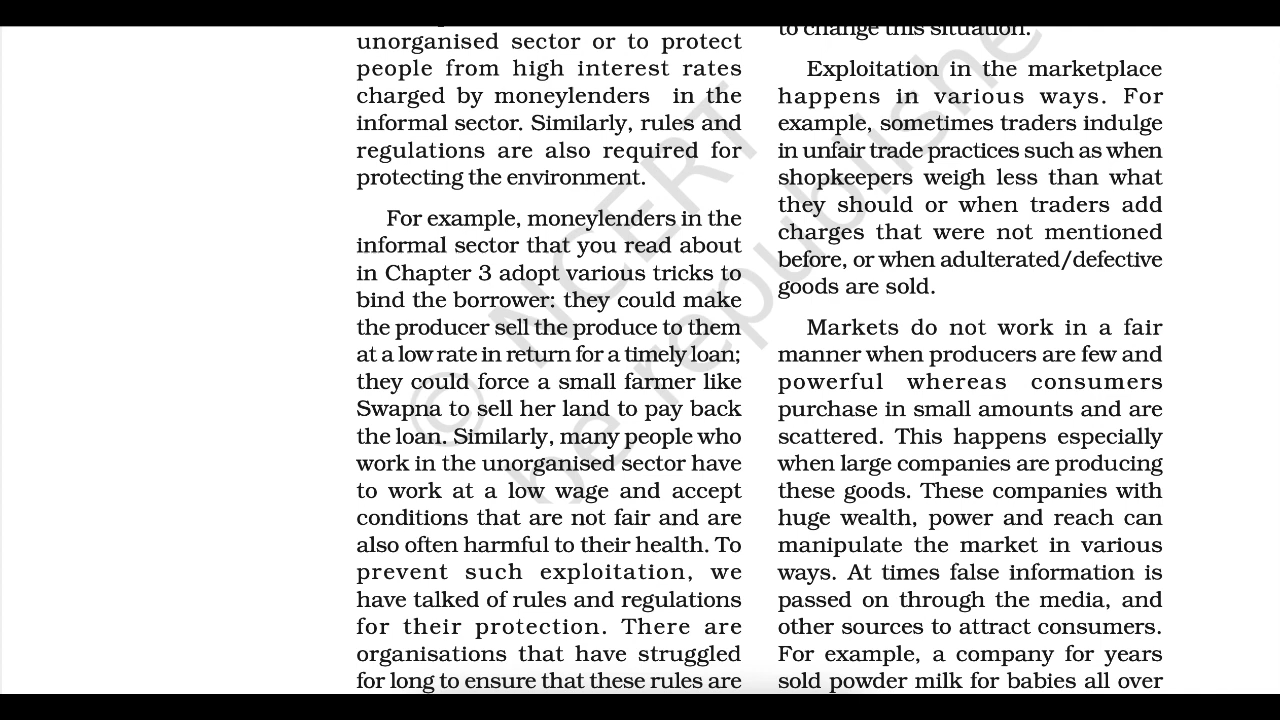 unorganised sector or to protect
people from high interest rates
charged by moneylenders in the
informal sector. Similarly, rules and
regulations are also required for
protecting the environment.
For example, moneylenders in the
informal sector that you read about
in Chapter 3 adopt various tricks to
bind the borrower: they could make
the producer sell the produce to them
at a low rate in return for a timely loan;
they could force a small farmer like
Swapna to sell her land to pay back
the loan. Similarly, many people who
work in the unorganised sector have
to work at a low wage and accept
conditions that are not fair and are
also often harmful to their health. To
prevent such exploitation, we
have talked of rules and regulations
for their protection. There are
organisations that have struggled
for long to ensure that these rules are
to change this situation.
Exploitation in the marketplace
happens in various ways. For
example, sometimes traders indulge
in unfair trade practices such as when
shopkeepers weigh less than what
they should or when traders add
charges that were not mentioned
before, or when adulterated/defective
goods are sold.
Markets do not work in a fair
manner when producers are few and
powerful whereas consumers
purchase in small amounts and are
scattered. This happens especially
when large companies are producing
these goods. These companies with
huge wealth, power and reach can
manipulate the market in various
ways. At times false information is
passed on through the media, and
other sources to attract consumers.
For example, a company for years
sold powder milk for babies all over
© NCERT
be republishe